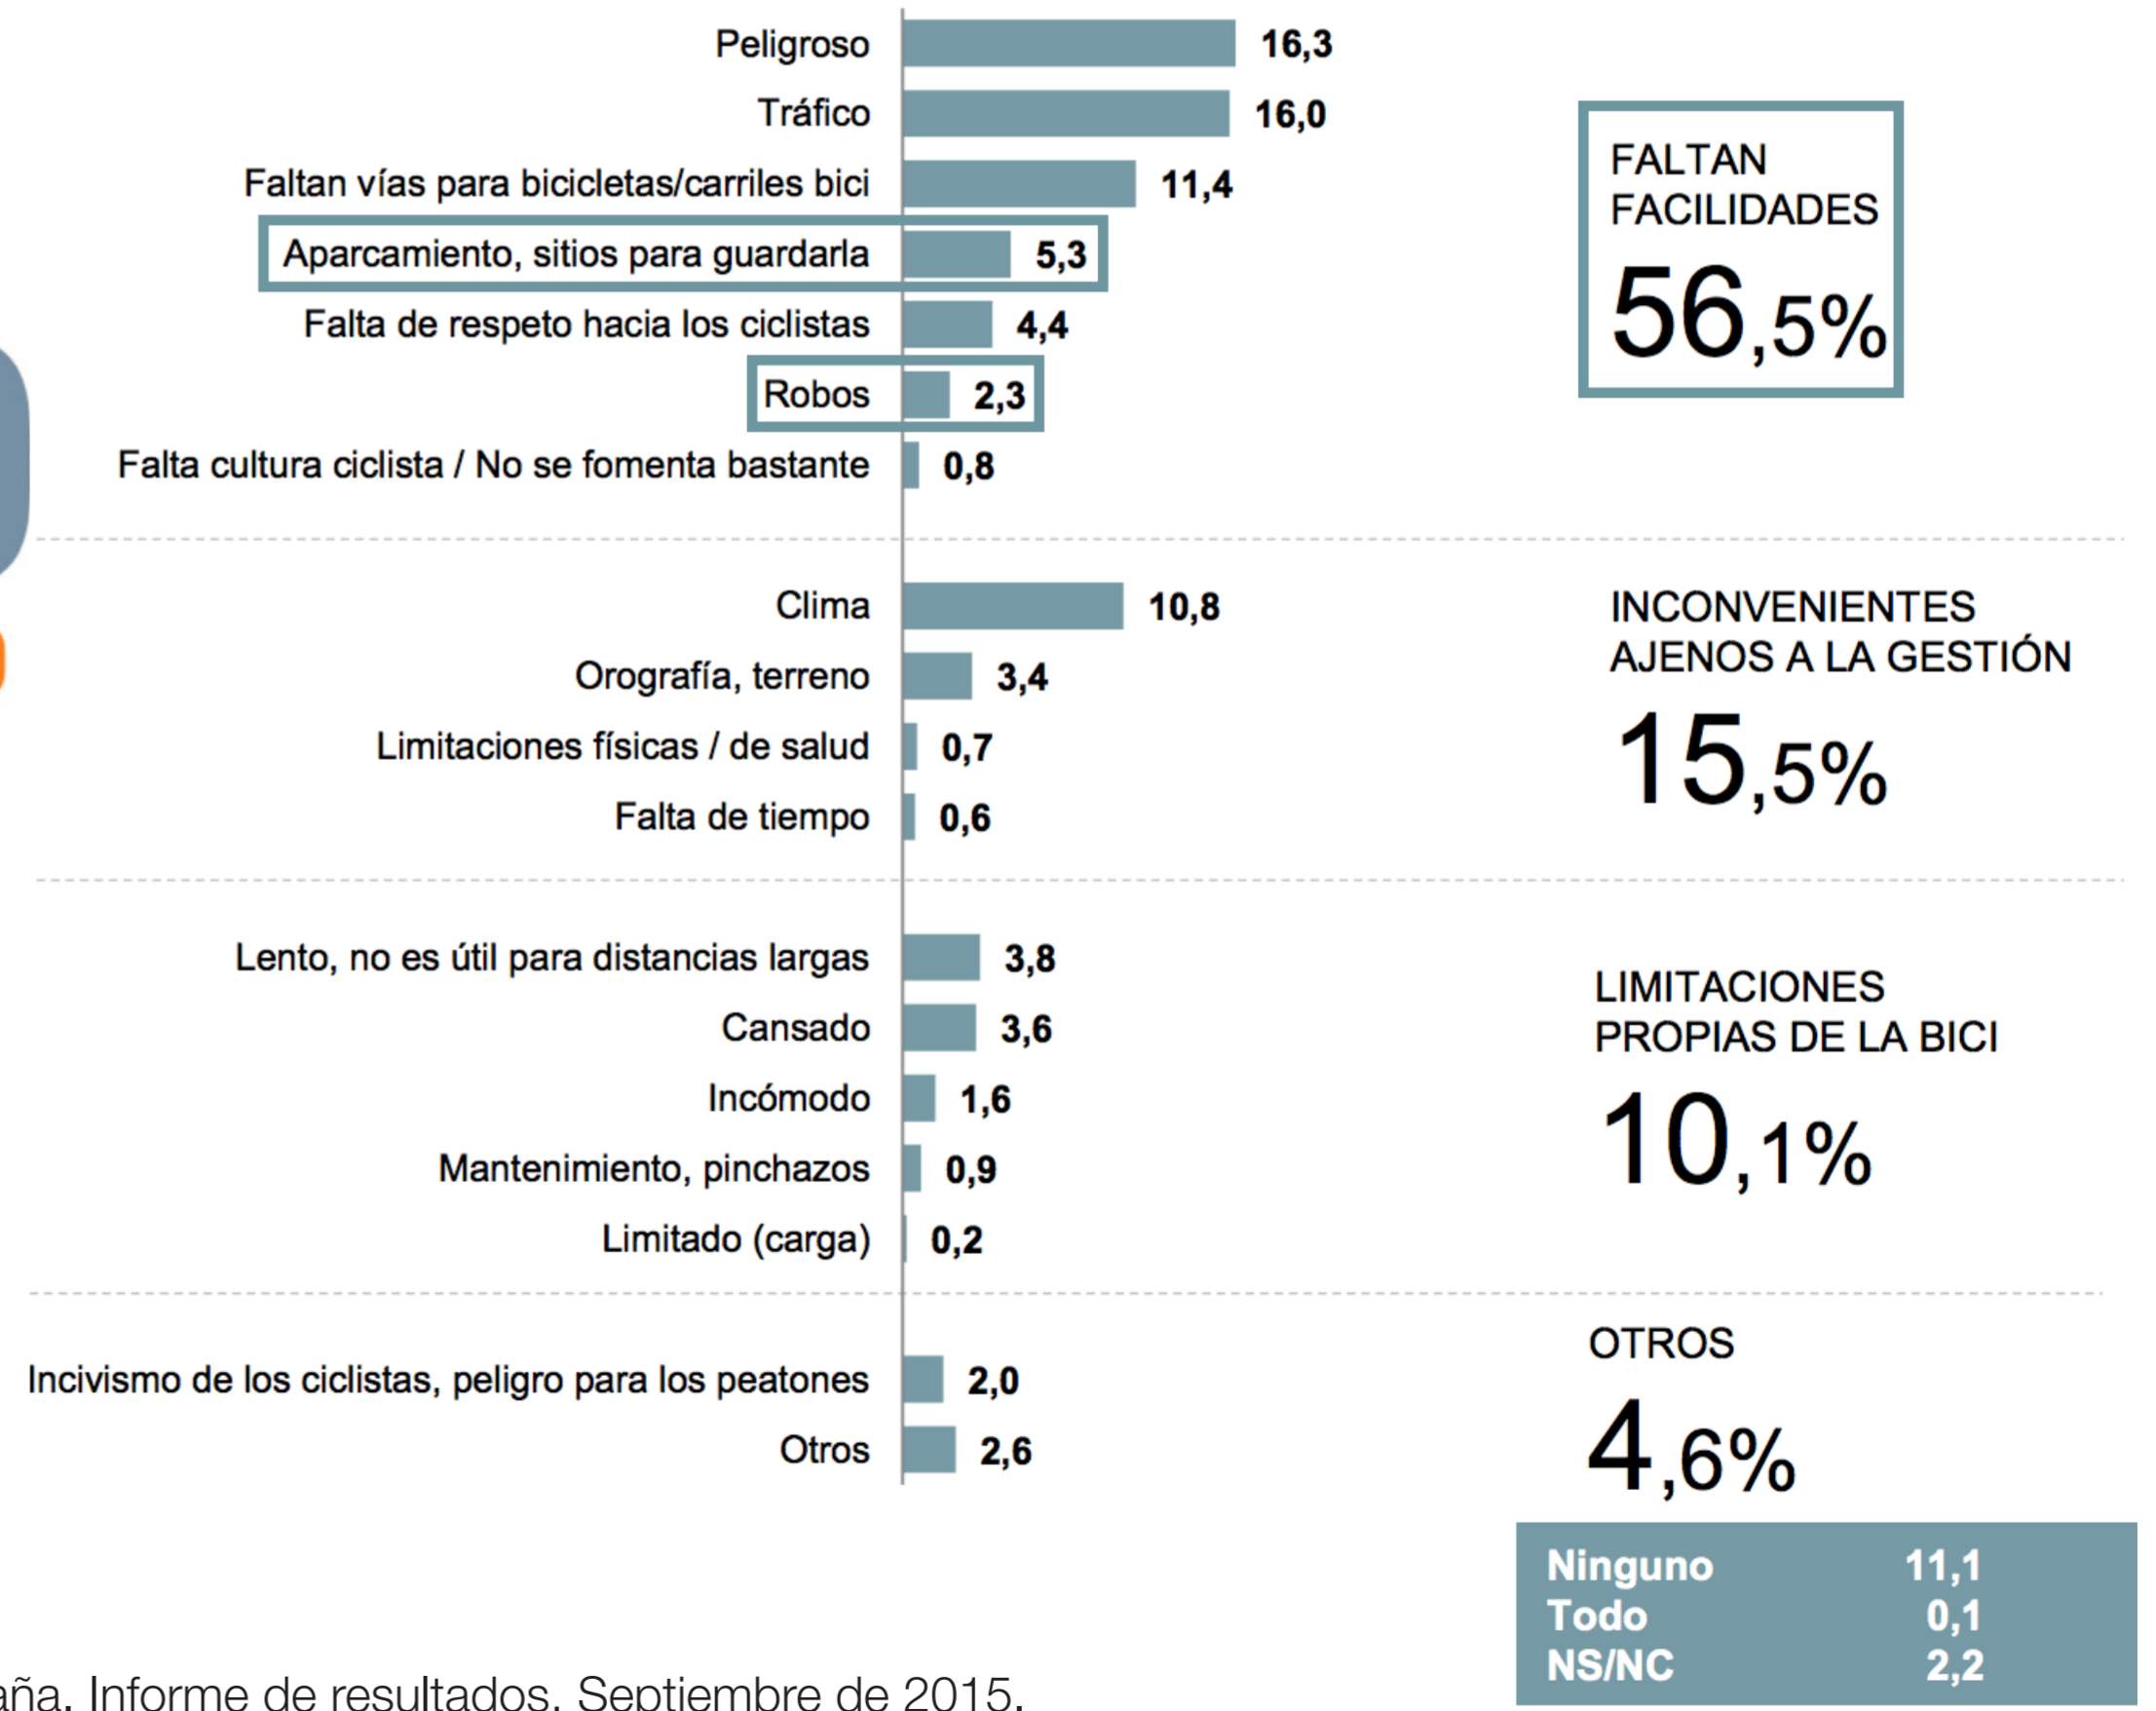 Peligroso 16,3
Tráfico 16,0
Faltan vías para bicicletas/carriles bici 11,4
Aparcamiento, sitios para guardarla 5,3
Falta de respeto hacia los ciclistas 4,4
Robos 2,3
Falta cultura ciclista / No se fomenta bastante 0,8
FALTAN
FACILIDADES
56,5%
Clima 10,8
Orografía, terreno 3,4
Limitaciones físicas / de salud 0,7
Falta de tiempo 0,6
INCONVENIENTES
AJENOS A LA GESTIÓN
15,5%
Lento, no es útil para distancias largas 3,8
Cansado 3,6
Incómodo 1,6
Mantenimiento, pinchazos 0,9
Limitado (carga) 0,2
LIMITACIONES
PROPIAS DE LA BICI
10,1%
Incivismo de los ciclistas, peligro para los peatones 2,0
Otros 2,6
OTROS
4,6%
Ninguno 11,1
Todo 0,1
NS/NC 2,2
aña. Informe de resultados. Septiembre de 2015.